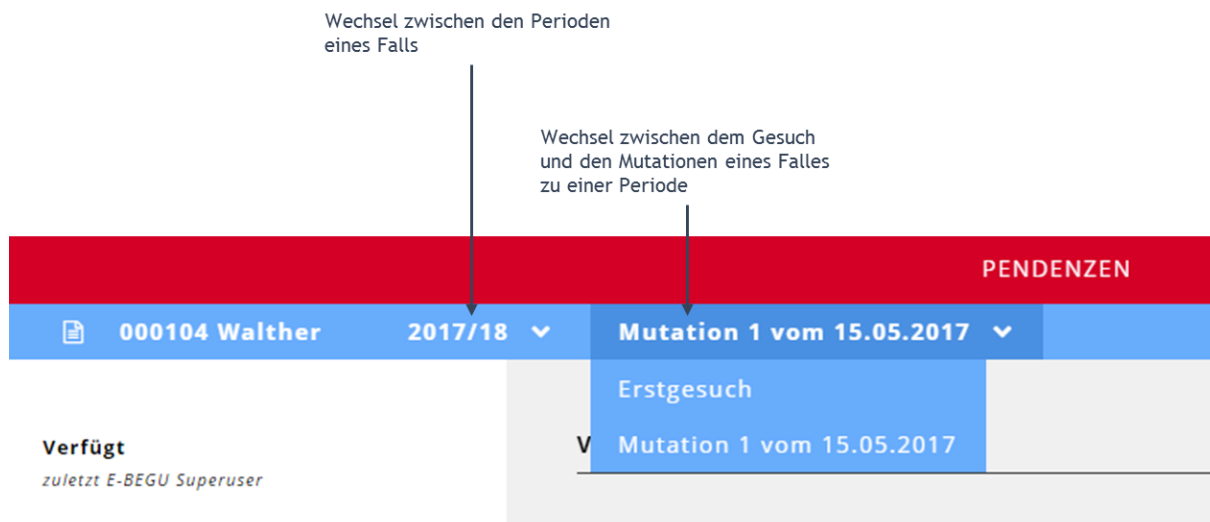 Wechsel zwischen den Perioden
eines Falls
Wechsel zwischen dem Gesuch
und den Mutationen eines Falles
zu einer Periode
PENDENZEN
000104 Walther 2017/18 Mutation 1 vom 15.05.2017
Erstgesuch
Verfügt V Mutation 1 vom 15.05.2017
zuletzt E-BEGU Superuser